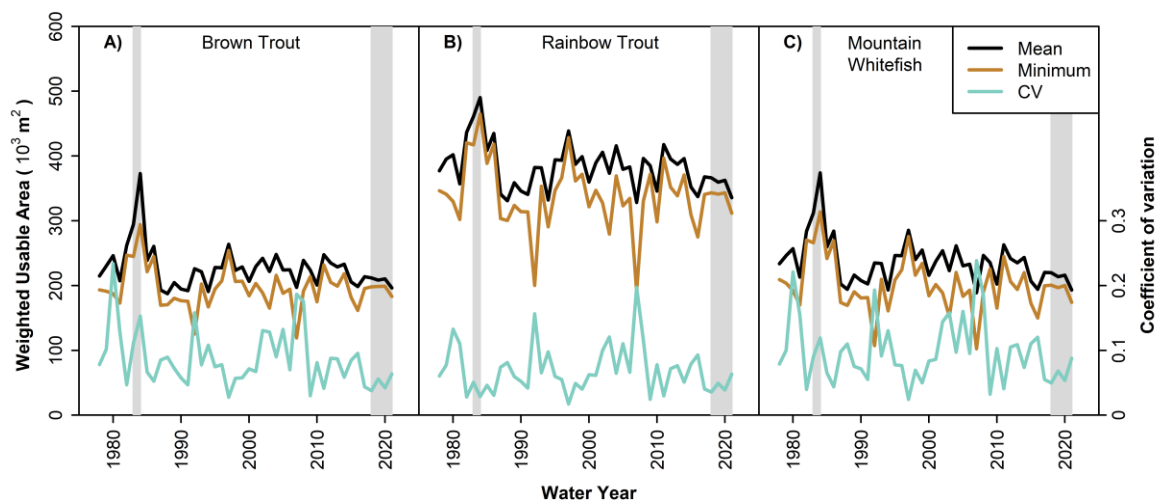 Weighted Usable Area ( 10³ m² )
600
500
400
300
200
100
0
A) Brown Trout
1980
1990
2000
2010
2020
B) Rainbow Trout
1980
1990
2000
2010
2020
C) Mountain
Whitefish
1980
1990
2000
2010
2020
Mean
Minimum
CV
0.3
0.2
0.1
0
Coefficient of variation
Water Year